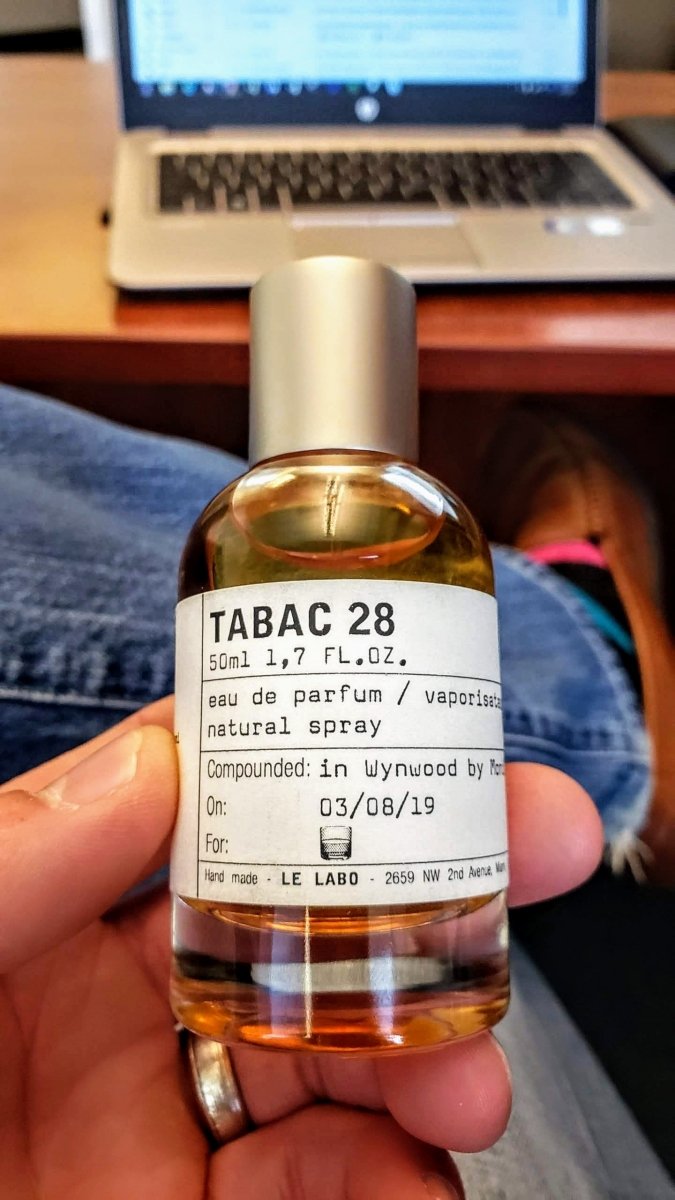 TABAC 28
50ml 1,7 FL.OZ.
eau de parfum /
natural spray
Compounded: in Wynwood by
On: 03/08/19
For:
Hand made - LE LABO - 2659 NW 2nd Avenue,
hp